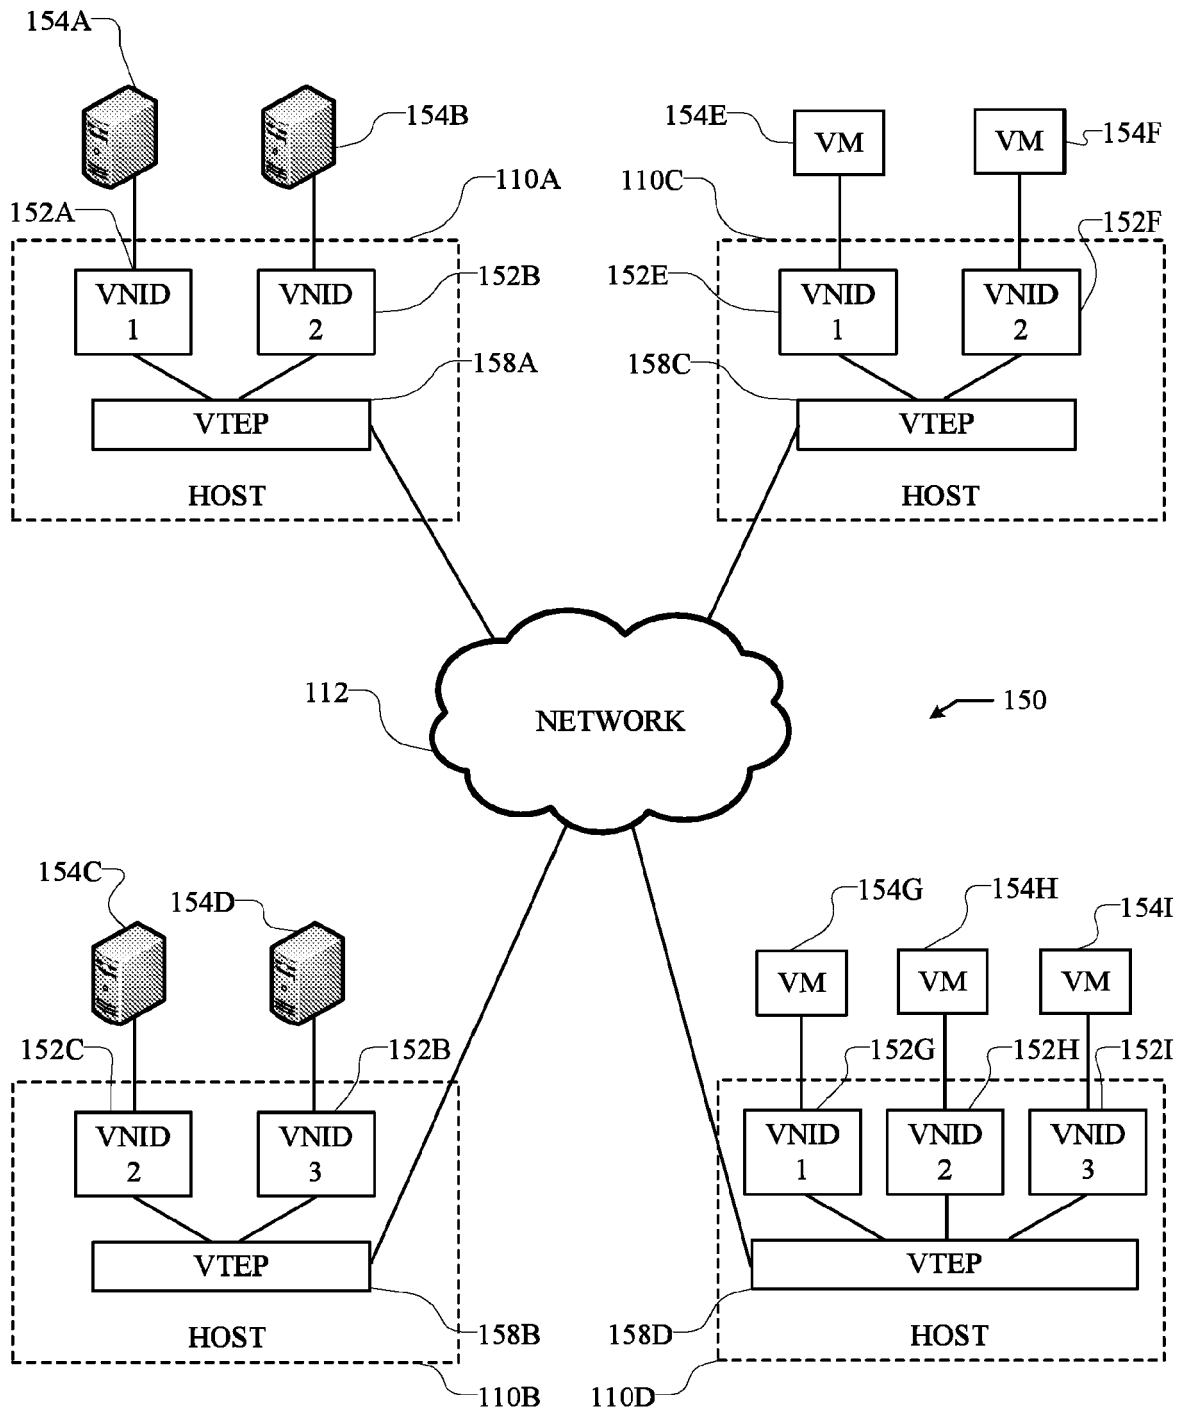 154A
154B
110A
152A
VNID
1
VNID
2
152B
158A
VTEP
HOST
154E
VM
VM
154F
110C
152F
152E
VNID
1
VNID
2
158C
VTEP
HOST
112
NETWORK
150
154C
154D
152C
152B
VNID
2
VNID
3
VTEP
HOST
158B
110B
154G
154H
154I
VM
VM
VM
152G
152H
152I
VNID
1
VNID
2
VNID
3
VTEP
158D
HOST
110D